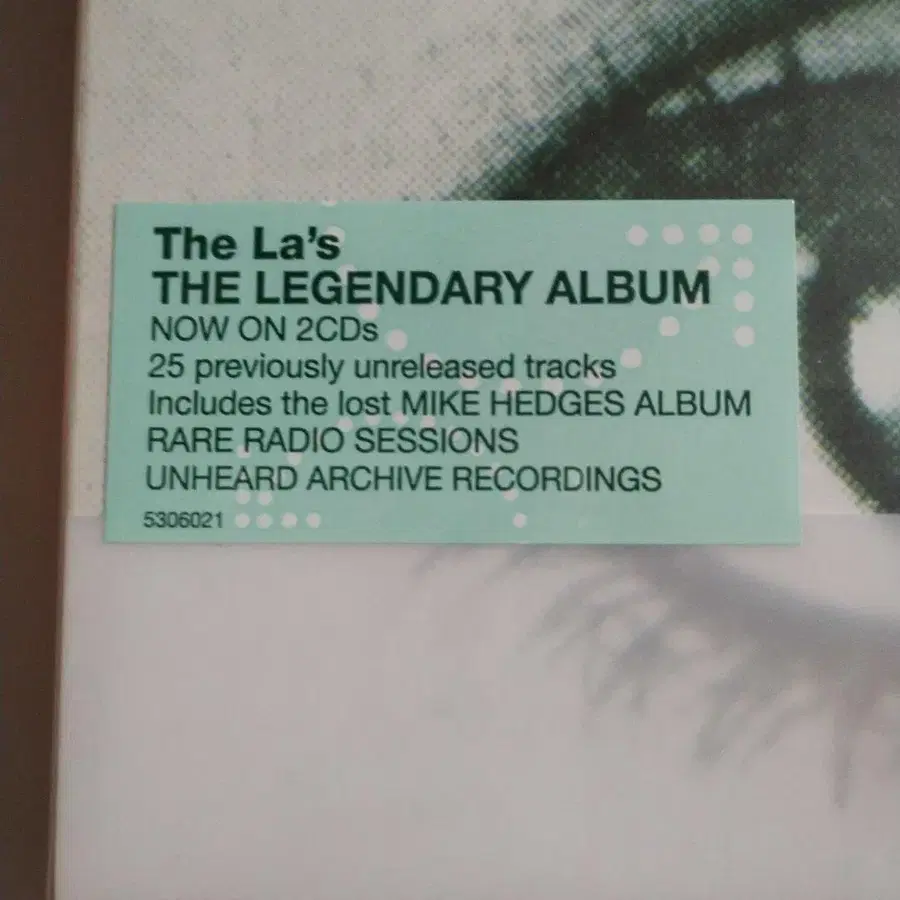 The La's
THE LEGENDARY ALBUM
NOW ON 2CDs
25 previously unreleased tracks
Includes the lost MIKE HEDGES ALBUM
RARE RADIO SESSIONS
UNHEARD ARCHIVE RECORDINGS
5306021